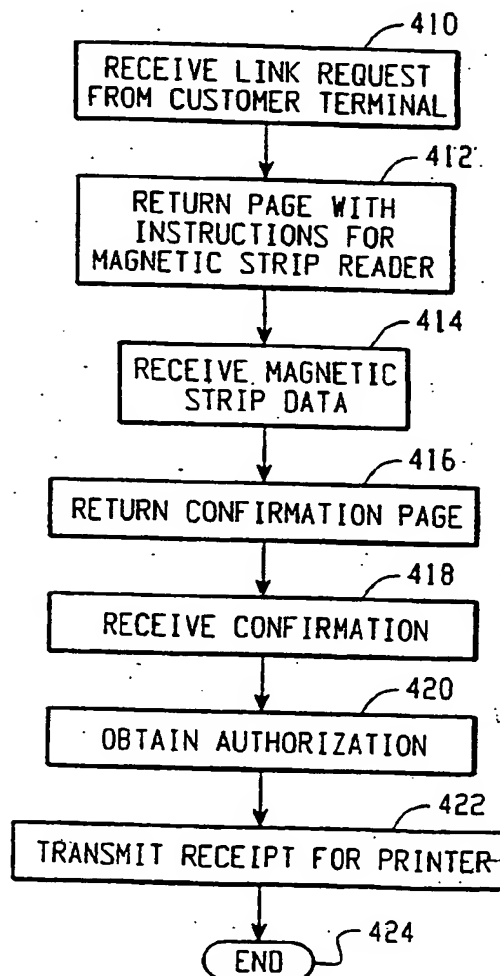 410
RECEIVE LINK REQUEST
FROM CUSTOMER TERMINAL
412
RETURN PAGE WITH
INSTRUCTIONS FOR
MAGNETIC STRIP READER
414
RECEIVE MAGNETIC
STRIP DATA
416
RETURN CONFIRMATION PAGE
418
RECEIVE CONFIRMATION
420
OBTAIN AUTHORIZATION
422
TRANSMIT RECEIPT FOR PRINTER
END
424